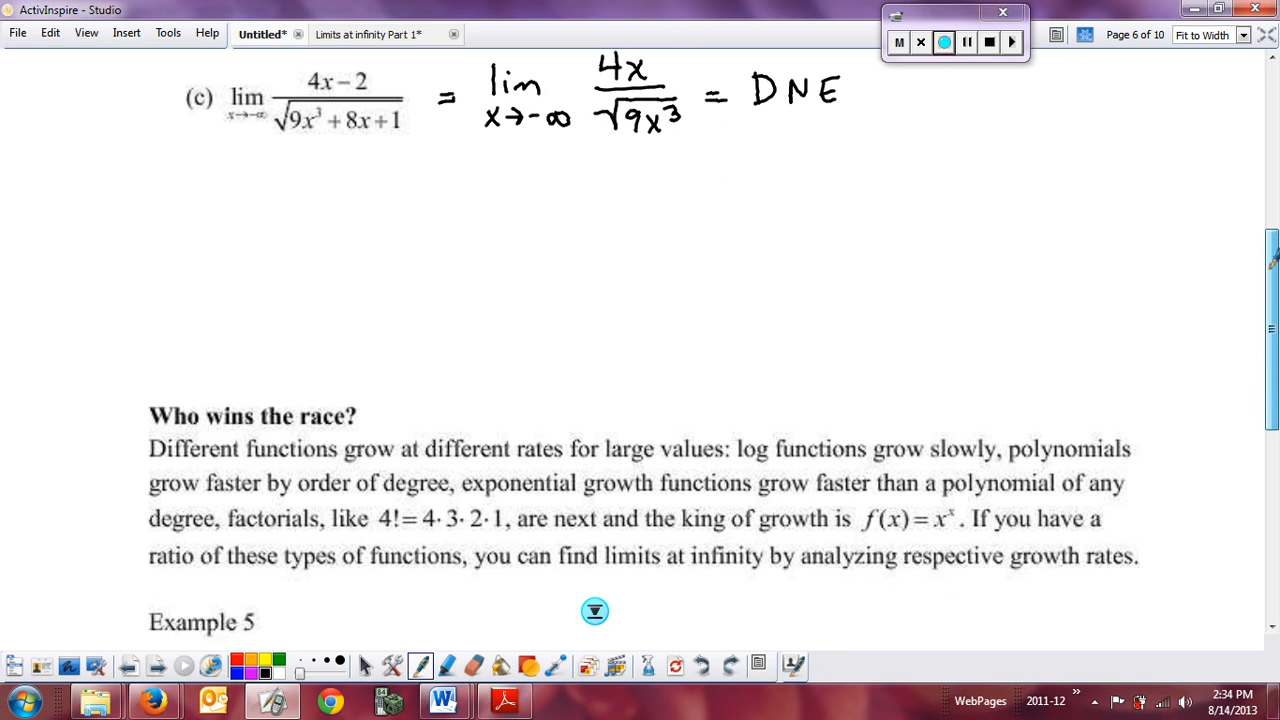 ActivInspire - Studio
File Edit View Insert Tools Help Untitled* Limits at infinity Part 1* Page 6 of 10 Fit to Width
M
(c) lim x→-∞ (4x − 2)/√(9x³ + 8x + 1) = lim x→-∞ 4x/√(9x³) = DNE
Who wins the race?
Different functions grow at different rates for large values: log functions grow slowly, polynomials
grow faster by order of degree, exponential growth functions grow faster than a polynomial of any
degree, factorials, like 4! = 4·3·2·1, are next and the king of growth is f(x) = xˣ. If you have a
ratio of these types of functions, you can find limits at infinity by analyzing respective growth rates.
Example 5
WebPages 2011-12 » 2:34 PM
8/14/2013